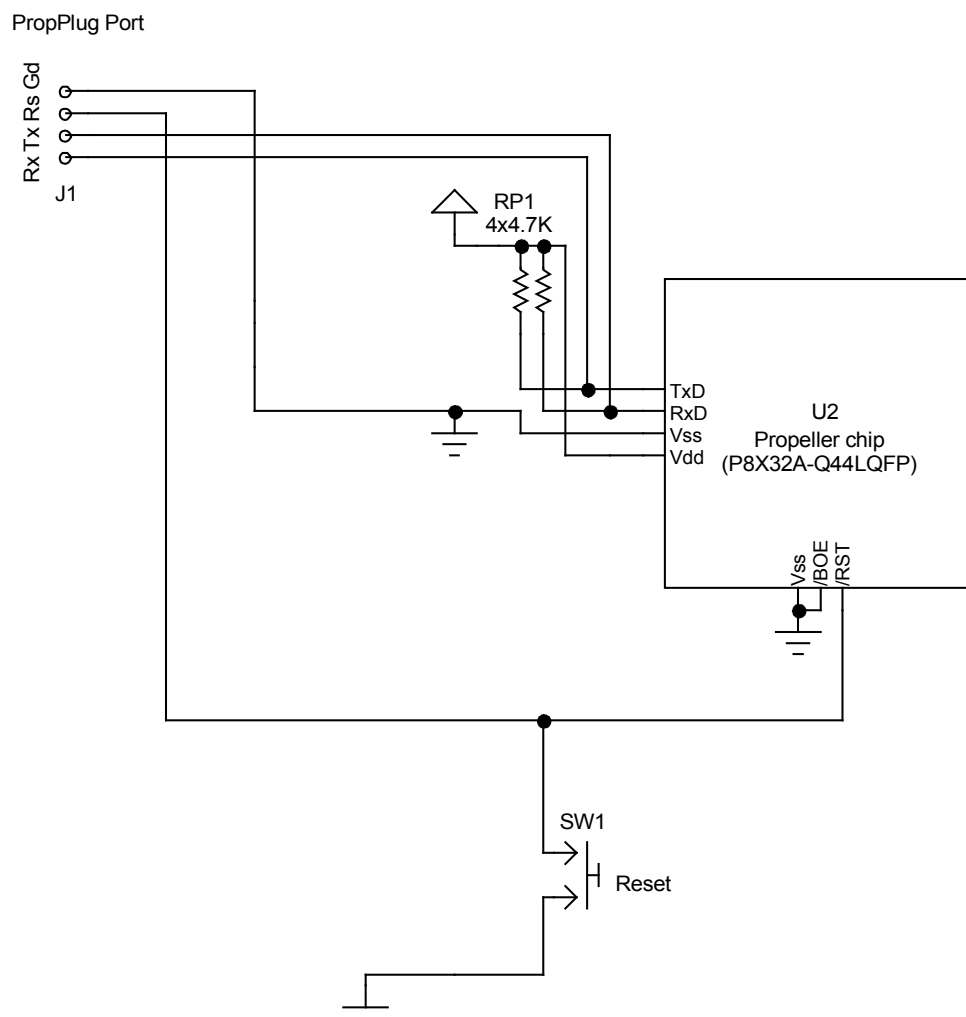 PropPlug Port
Rx Tx Rs Gd
J1
RP1
4x4.7K
TxD
RxD
Vss
Vdd
U2
Propeller chip
(P8X32A-Q44LQFP)
Vss
/BOE
/RST
SW1
Reset